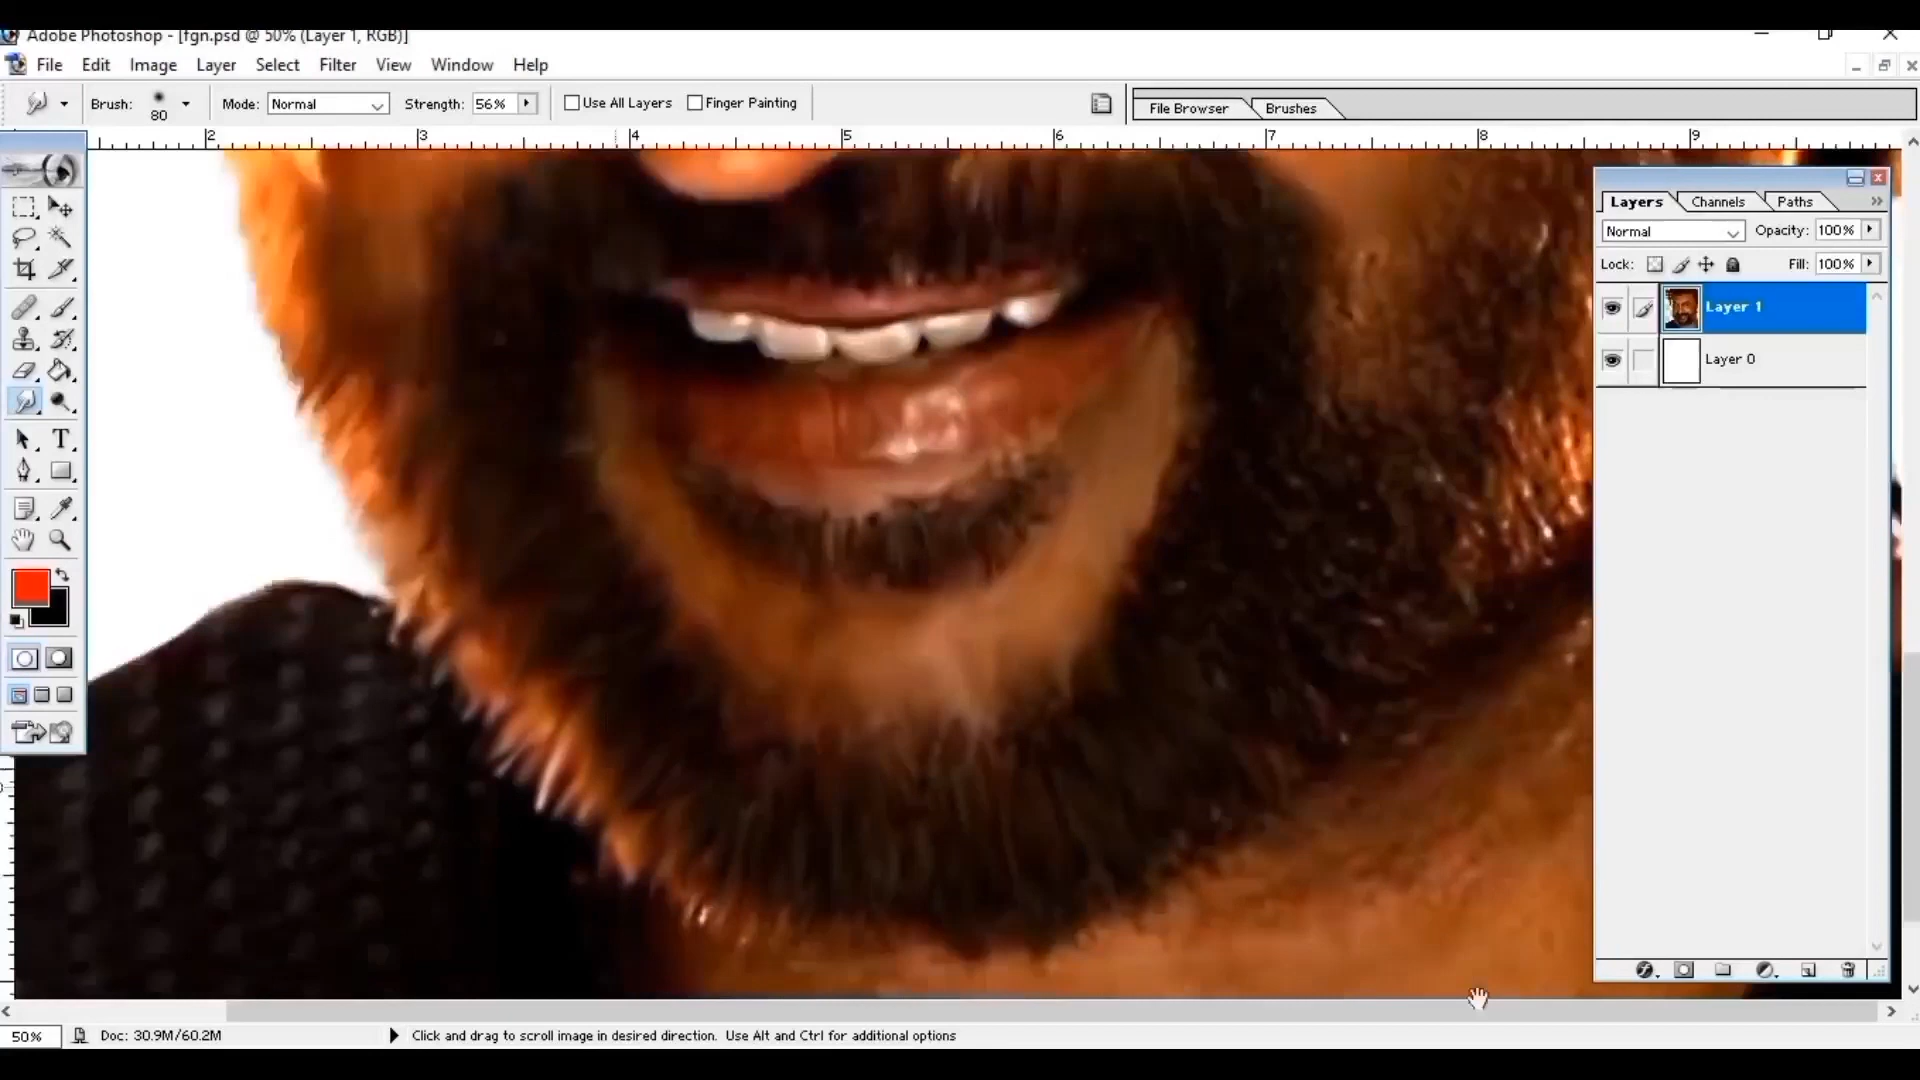 Adobe Photoshop - [fgn.psd @ 50% (Layer 1, RGB)]
File Edit Image Layer Select Filter View Window Help
Brush: 80 Mode: Normal Strength: 56% Use All Layers Finger Painting File Browser Brushes
2 3 4 5 6 7 8 9
Layers Channels Paths
Normal Opacity: 100%
Lock: Fill: 100%
Layer 1
Layer 0
T
50% Doc: 30.9M/60.2M Click and drag to scroll image in desired direction. Use Alt and Ctrl for additional options